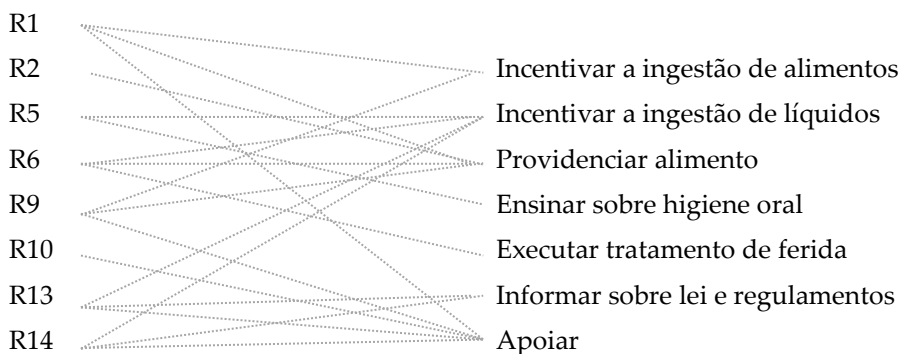 R1
R2
Incentivar a ingestão de alimentos
R5
Incentivar a ingestão de líquidos
R6
Providenciar alimento
R9
Ensinar sobre higiene oral
R10
Executar tratamento de ferida
R13
Informar sobre lei e regulamentos
R14
Apoiar